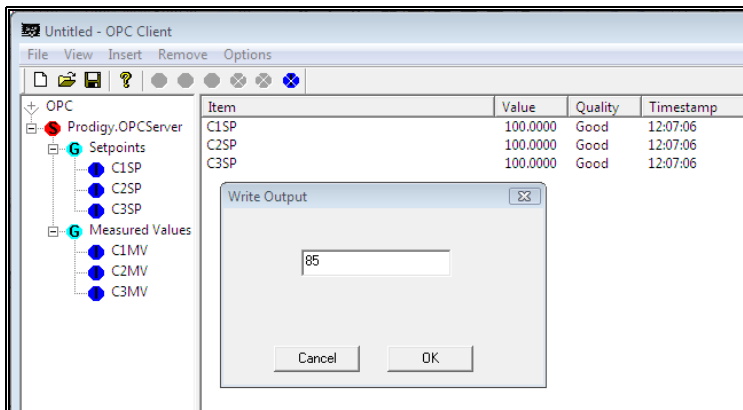 Untitled - OPC Client
File View Insert Remove Options
OPC
Prodigy.OPCServer
Setpoints
C1SP
C2SP
C3SP
Measured Values
C1MV
C2MV
C3MV
Item Value Quality Timestamp
C1SP 100.0000 Good 12:07:06
C2SP 100.0000 Good 12:07:06
C3SP 100.0000 Good 12:07:06
Write Output
85
Cancel OK